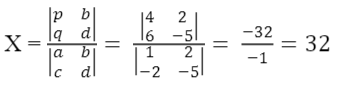 X = |p b| / |q d| / |a b| / |c d| = |4 2| / |6 −5| / |1 2| / |−2 −5| = −32 / −1 = 32